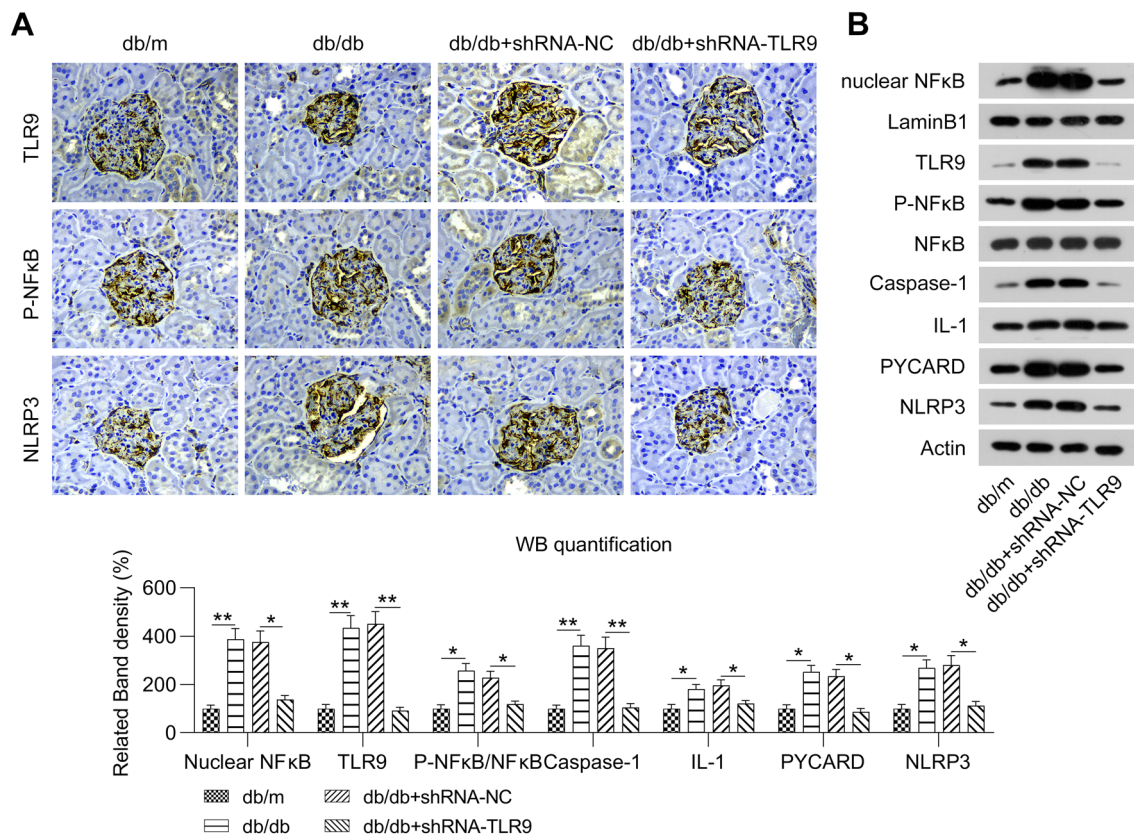 A
db/m db/db db/db+shRNA-NC db/db+shRNA-TLR9
TLR9
P-NFκB
NLRP3
B
nuclear NFκB
LaminB1
TLR9
P-NFκB
NFκB
Caspase-1
IL-1
PYCARD
NLRP3
Actin
db/m
db/db
db/db+shRNA-NC
db/db+shRNA-TLR9
WB quantification
Related Band density (%)
600
400
200
0
** * ** ** * * ** ** * * * * * *
Nuclear NFκB TLR9 P-NFκB/NFκB Caspase-1 IL-1 PYCARD NLRP3
db/m db/db+shRNA-NC
db/db db/db+shRNA-TLR9